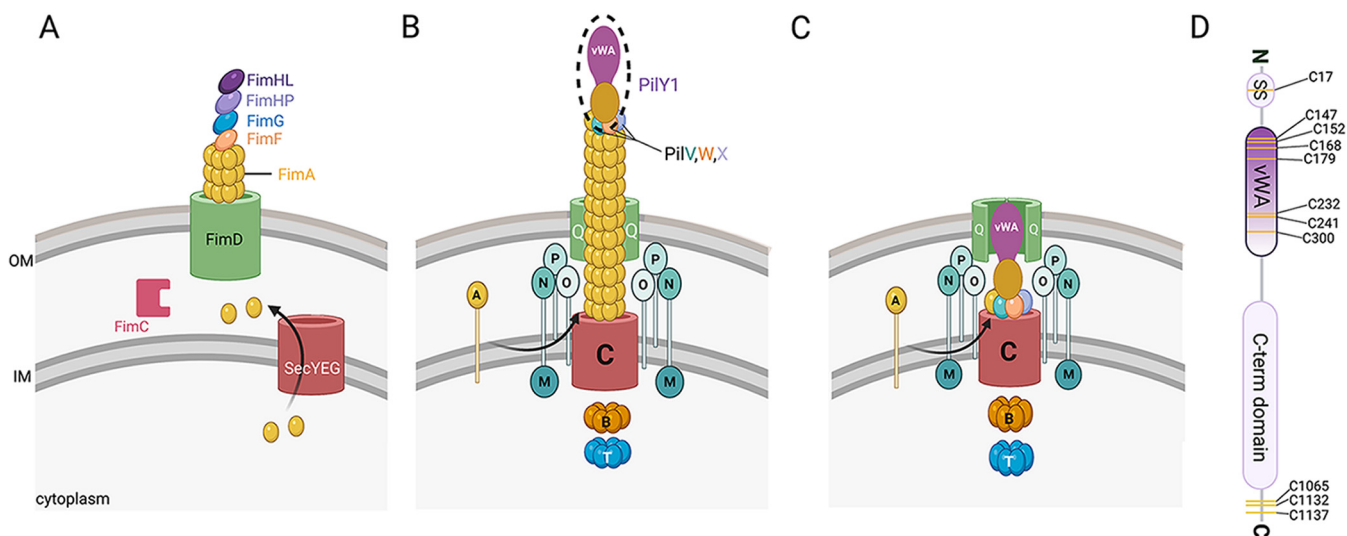 A
FimHL
FimHP
FimG
FimF
FimA
FimD
OM
FimC
IM
SecYEG
cytoplasm
B
vWA
PilY1
PilV,W,X
Q
Q
P
P
N
O
O
N
A
C
M
M
B
T
C
Q
vWA
Q
P
P
N
O
O
N
A
C
M
M
B
T
D
N
SS
C17
C147
C152
C168
C179
vWA
C232
C241
C300
C-term domain
C1065
C1132
C1137
C